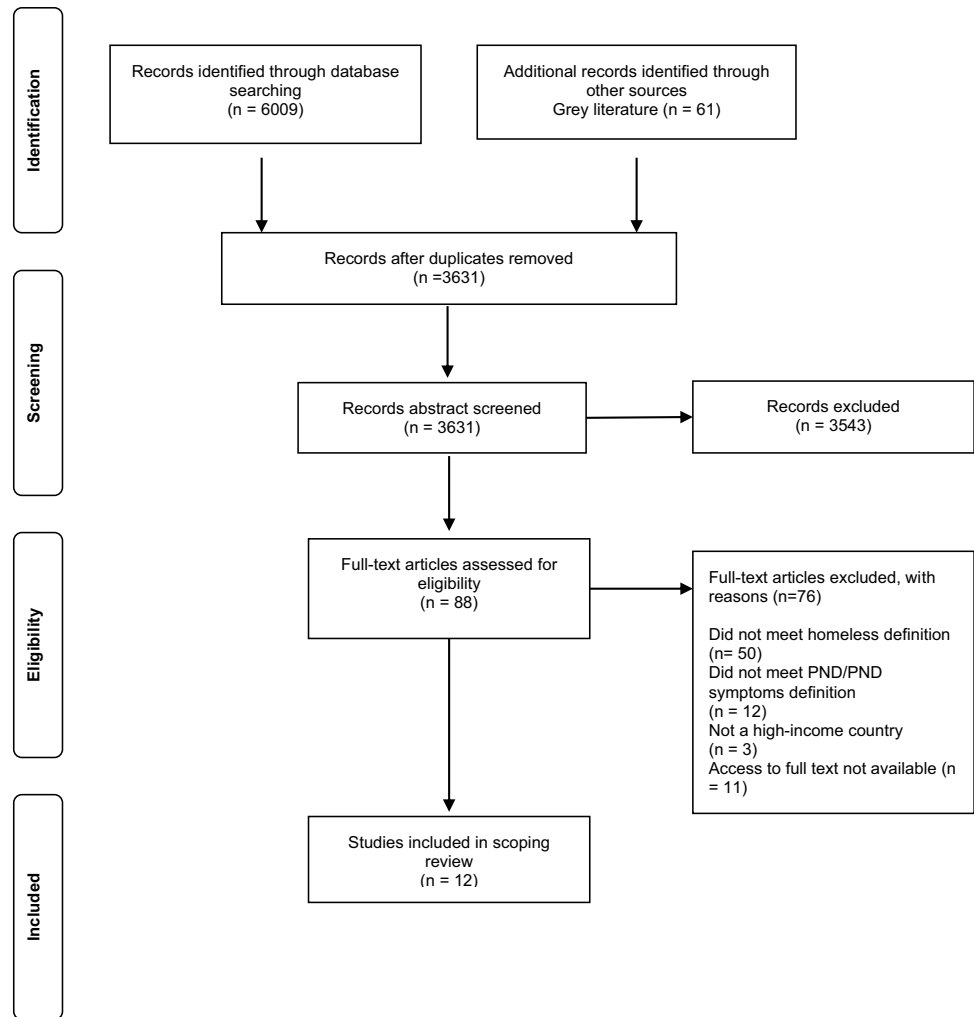 Identification
Records identified through database
searching
(n = 6009)
Additional records identified through
other sources
Grey literature (n = 61)
Records after duplicates removed
(n =3631)
Screening
Records abstract screened
(n = 3631)
Records excluded
(n = 3543)
Eligibility
Full-text articles assessed for
eligibility
(n = 88)
Full-text articles excluded, with
reasons (n=76)
Did not meet homeless definition
(n= 50)
Did not meet PND/PND
symptoms definition
(n = 12)
Not a high-income country
(n = 3)
Access to full text not available (n
= 11)
Included
Studies included in scoping
review
(n = 12)